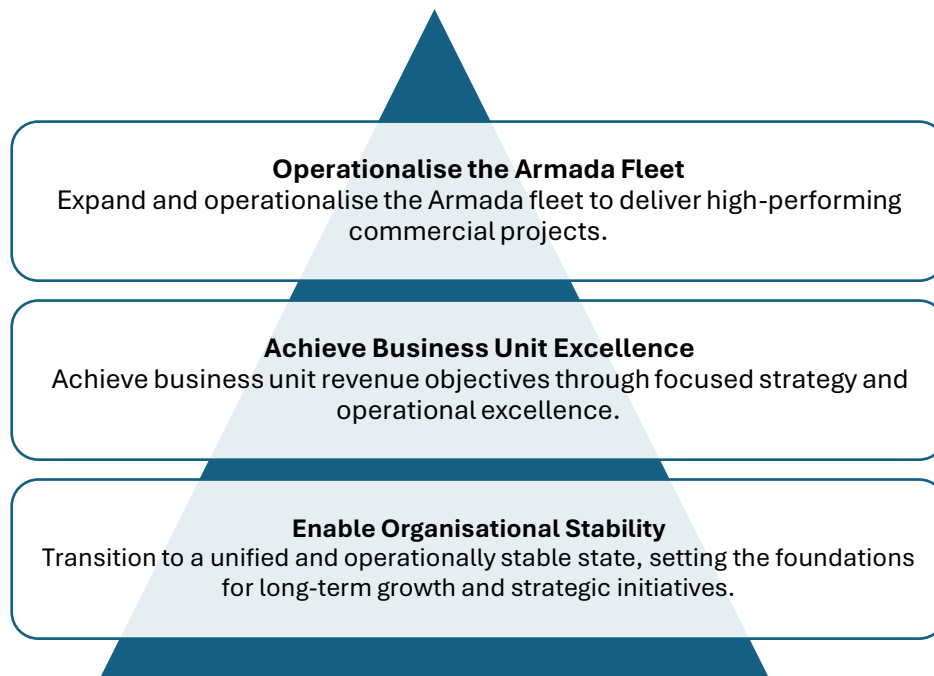 Operationalise the Armada Fleet
Expand and operationalise the Armada fleet to deliver high-performing
commercial projects.
Achieve Business Unit Excellence
Achieve business unit revenue objectives through focused strategy and
operational excellence.
Enable Organisational Stability
Transition to a unified and operationally stable state, setting the foundations
for long-term growth and strategic initiatives.